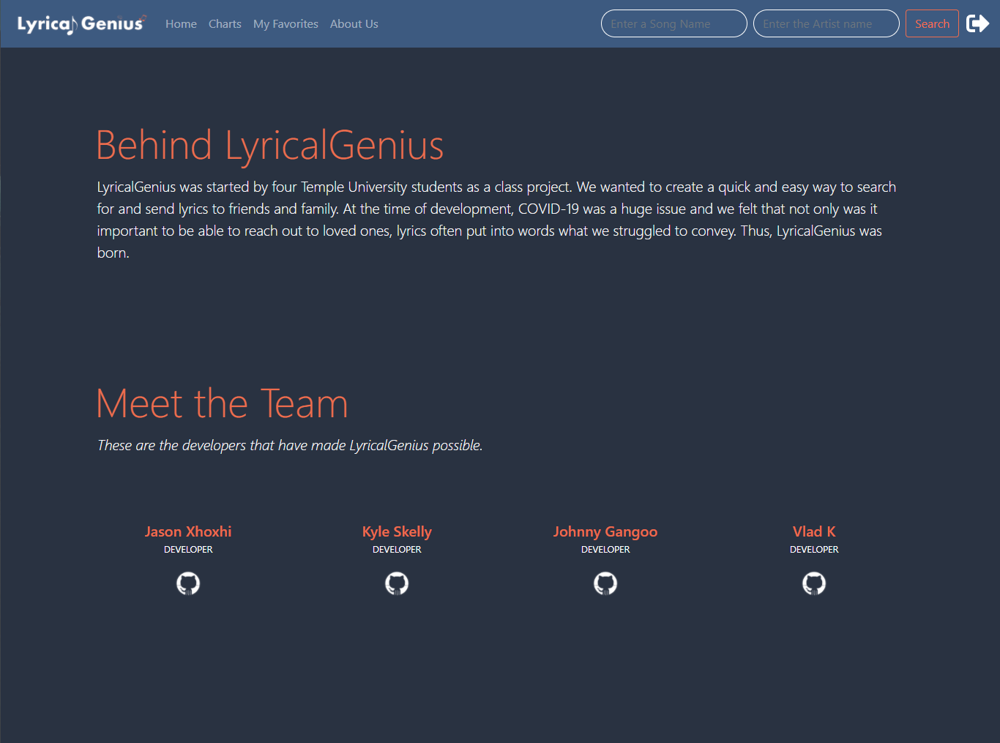 Lyrical Genius Home Charts My Favorites About Us Enter a Song Name Enter the Artist name Search
Behind LyricalGenius
LyricalGenius was started by four Temple University students as a class project. We wanted to create a quick and easy way to search
for and send lyrics to friends and family. At the time of development, COVID-19 was a huge issue and we felt that not only was it
important to be able to reach out to loved ones, lyrics often put into words what we struggled to convey. Thus, LyricalGenius was
born.
Meet the Team
These are the developers that have made LyricalGenius possible.
Jason Xhoxhi Kyle Skelly Johnny Gangoo Vlad K
DEVELOPER DEVELOPER DEVELOPER DEVELOPER